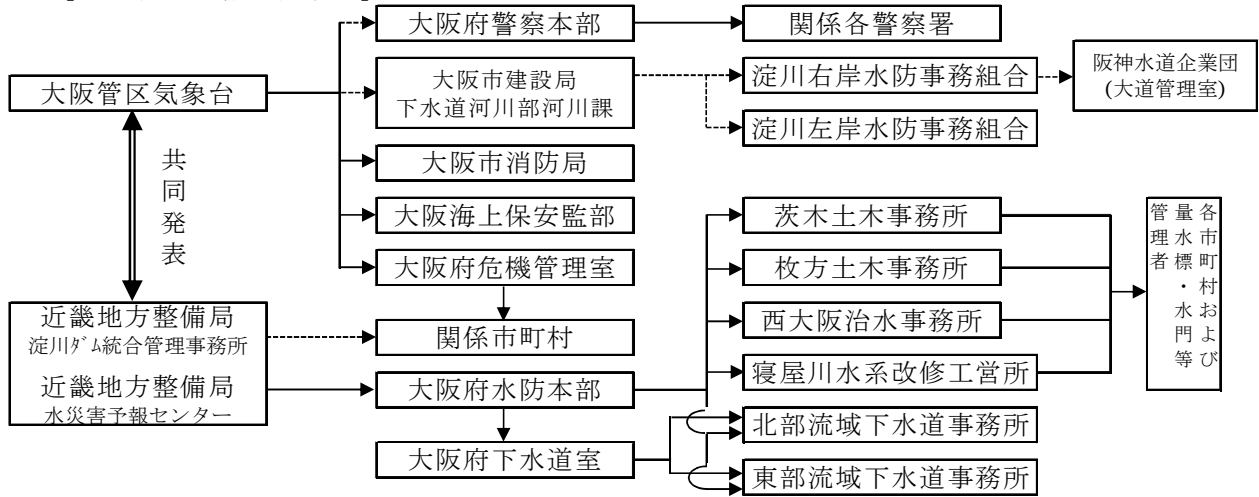 大阪府警察本部
関係各警察署
大阪管区気象台
大阪市建設局
下水道河川部河川課
淀川右岸水防事務組合
阪神水道企業団
(大道管理室)
淀川左岸水防事務組合
共同発表
大阪市消防局
大阪海上保安監部
大阪府危機管理室
茨木土木事務所
枚方土木事務所
西大阪治水事務所
寝屋川水系改修工営所
各市町村および
量水標・水門等
管理者
近畿地方整備局
淀川ﾀﾞﾑ統合管理事務所
近畿地方整備局
水災害予報センター
関係市町村
大阪府水防本部
大阪府下水道室
北部流域下水道事務所
東部流域下水道事務所